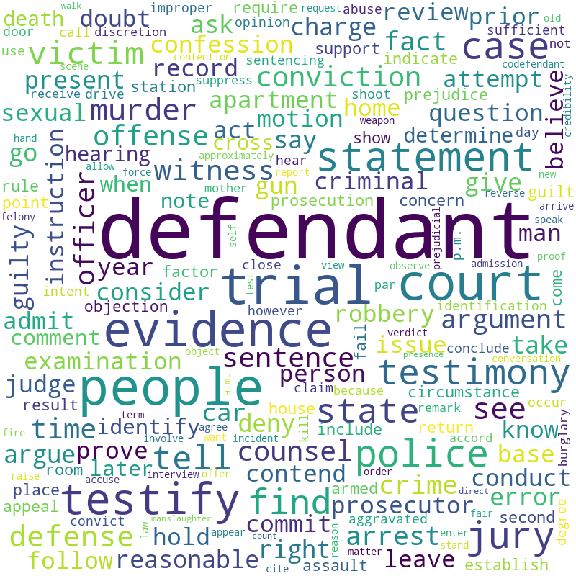 death
door
use
walk
improper
doubt
call
opinion
discretion
ask
require
request
abuse
charge
support
review
prior
indicate
sufficient
old
not
codefendant
victim
confession
fact
case
scene
contention
sentencing
suppress
shoot
credibility
present
station
record
conviction
attempt
receive
drive
weapon
prejudice
sexual
murder
apartment
home
question
believe
hand
motion
determine
day
offense
act
say
show
statement
go
hearing
cross
approximately
hear
new
allow
force
when
witness
gun
criminal
give
guilt
rule
report
instruction
officer
mother
prosecution
concern
reverse
arrive
point
note
speak
felony
defendant
man
self
prejudicial
p.m.
proof
guilty
year
factor
close
view
observe
admission
intent
consider
test
trial
par
court
come
objection
however
robbery
identification
admit
verdict
comment
evidence
fail
issue
argument
conclude
take
examination
object
sentence
presence
conversation
judge
people
a.m.
person
testimony
because
circumstance
result
car
claim
state
see
term
deny
house
remark
occur
fire
time
identify
agree
include
return
know
burglary
want
kill
involve
incident
argue
prove
tell
counsel
police
accord
base
room
later
interview
offer
contend
raise
accuse
order
direct
place
testify
find
armed
crime
conduct
appeal
manslaughter
prosecutor
error
degree
convict
law
appear
count
commit
aggravated
second
fair
jury
defense
hold
right
reason
arrest
enter
stand
follow
reasonable
cite
assault
matter
leave
establish